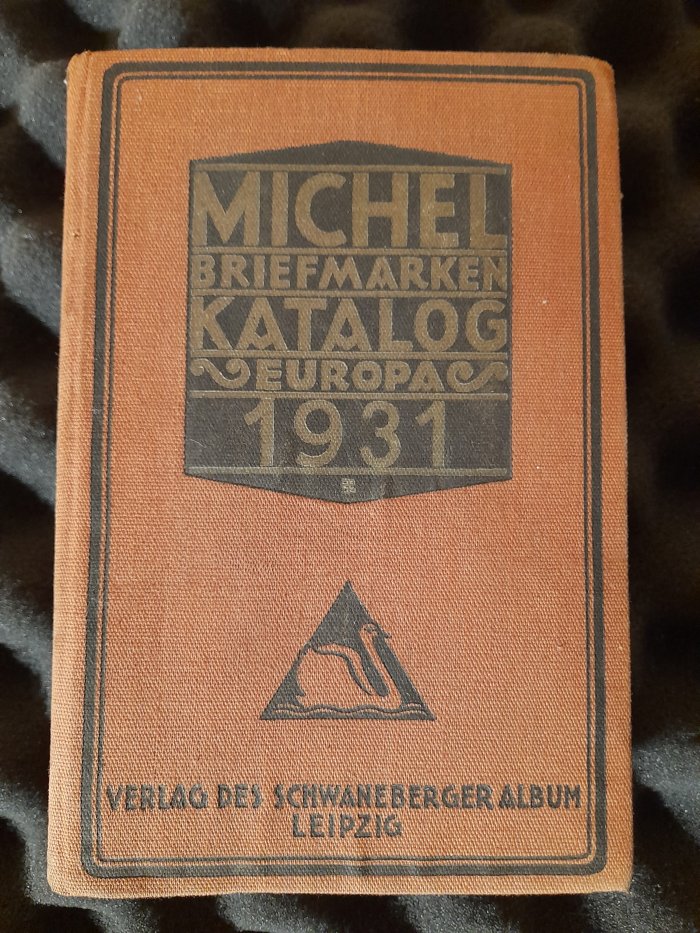 MICHEL
BRIEFMARKEN
KATALOG
EUROPA
1931
VERLAG DES SCHWANEBERGER ALBUM
LEIPZIG